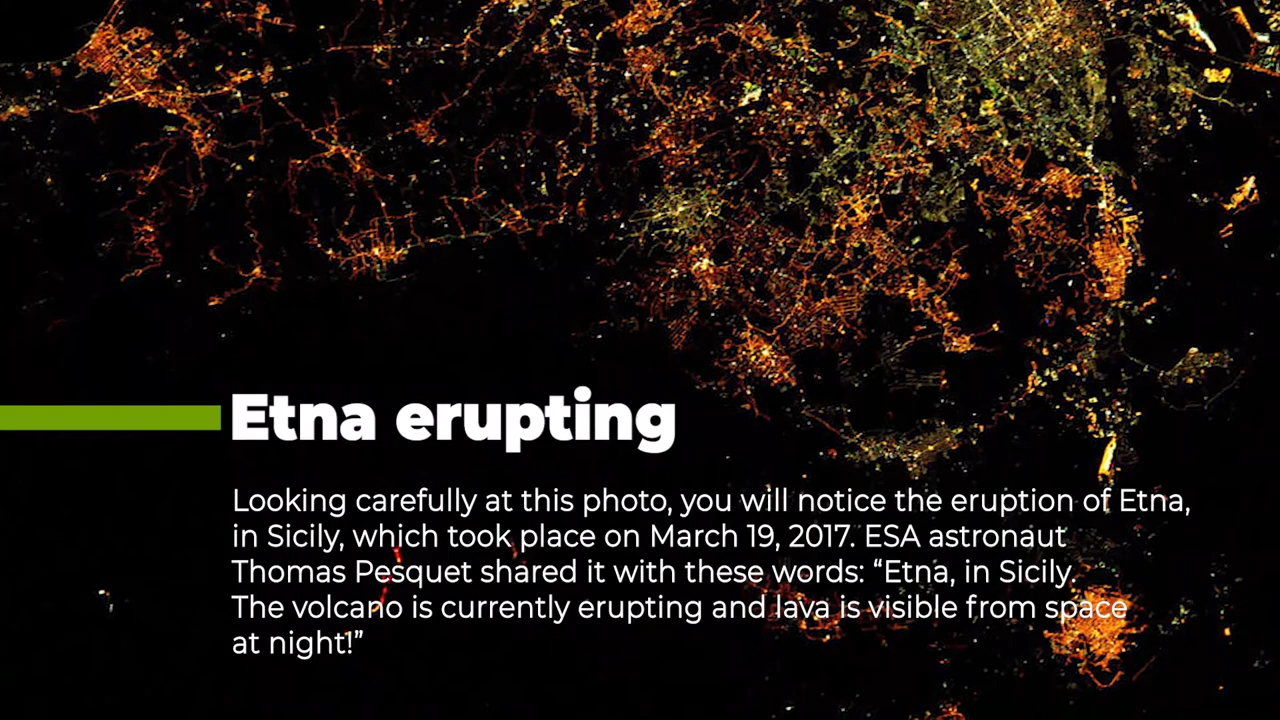 Etna erupting
Looking carefully at this photo, you will notice the eruption of Etna,
in Sicily, which took place on March 19, 2017. ESA astronaut
Thomas Pesquet shared it with these words: “Etna, in Sicily.
The volcano is currently erupting and lava is visible from space
at night!”